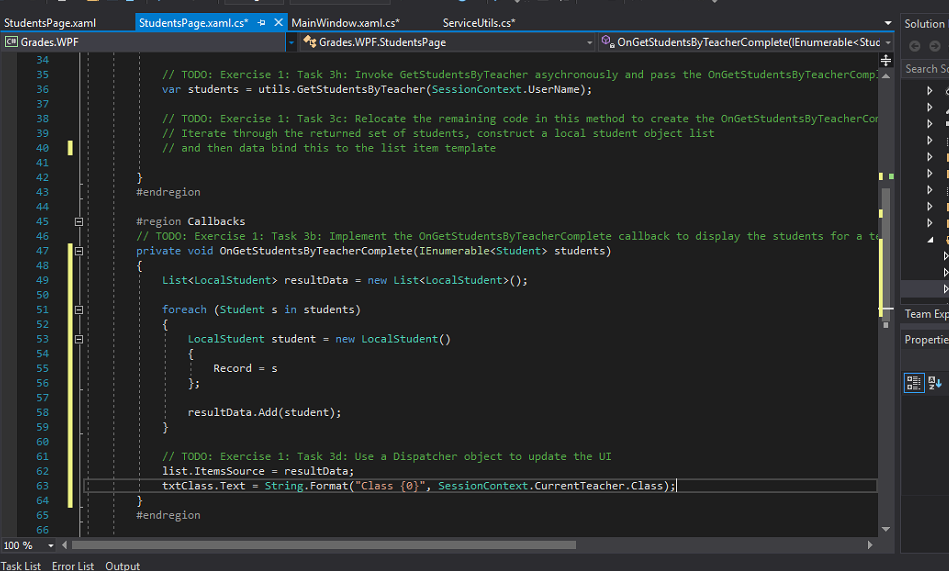 StudentsPage.xaml StudentsPage.xaml.cs* MainWindow.xaml.cs* ServiceUtils.cs*
Grades.WPF Grades.WPF.StudentsPage OnGetStudentsByTeacherComplete(IEnumerable<Stud
Solution
Search So
34
35 // TODO: Exercise 1: Task 3h: Invoke GetStudentsByTeacher asychronously and pass the OnGetStudentsByTeacherCompl
36 var students = utils.GetStudentsByTeacher(SessionContext.UserName);
37
38 // TODO: Exercise 1: Task 3c: Relocate the remaining code in this method to create the OnGetStudentsByTeacherCom
39 // Iterate through the returned set of students, construct a local student object list
40 // and then data bind this to the list item template
41
42 }
43 #endregion
44
45 #region Callbacks
46 // TODO: Exercise 1: Task 3b: Implement the OnGetStudentsByTeacherComplete callback to display the students for a te
47 private void OnGetStudentsByTeacherComplete(IEnumerable<Student> students)
48 {
49 List<LocalStudent> resultData = new List<LocalStudent>();
50
51 foreach (Student s in students)
52 {
53 LocalStudent student = new LocalStudent()
54 {
55 Record = s
56 };
57
58 resultData.Add(student);
59 }
60
61 // TODO: Exercise 1: Task 3d: Use a Dispatcher object to update the UI
62 list.ItemsSource = resultData;
63 txtClass.Text = String.Format("Class {0}", SessionContext.CurrentTeacher.Class);
64 }
65 #endregion
66
Team Exp
Propertie
100 %
Task List Error List Output